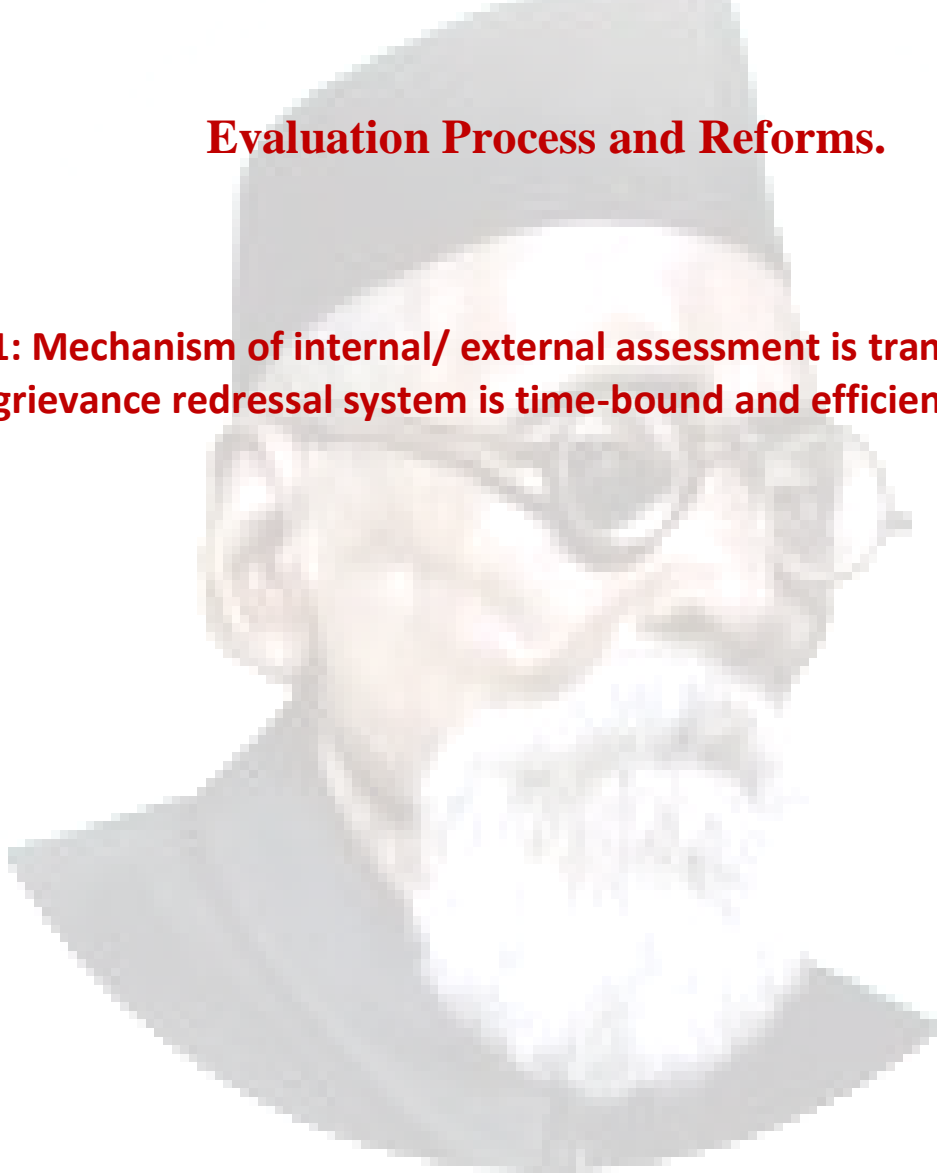 Evaluation Process and Reforms.
1: Mechanism of internal/ external assessment is tran
grievance redressal system is time-bound and efficien